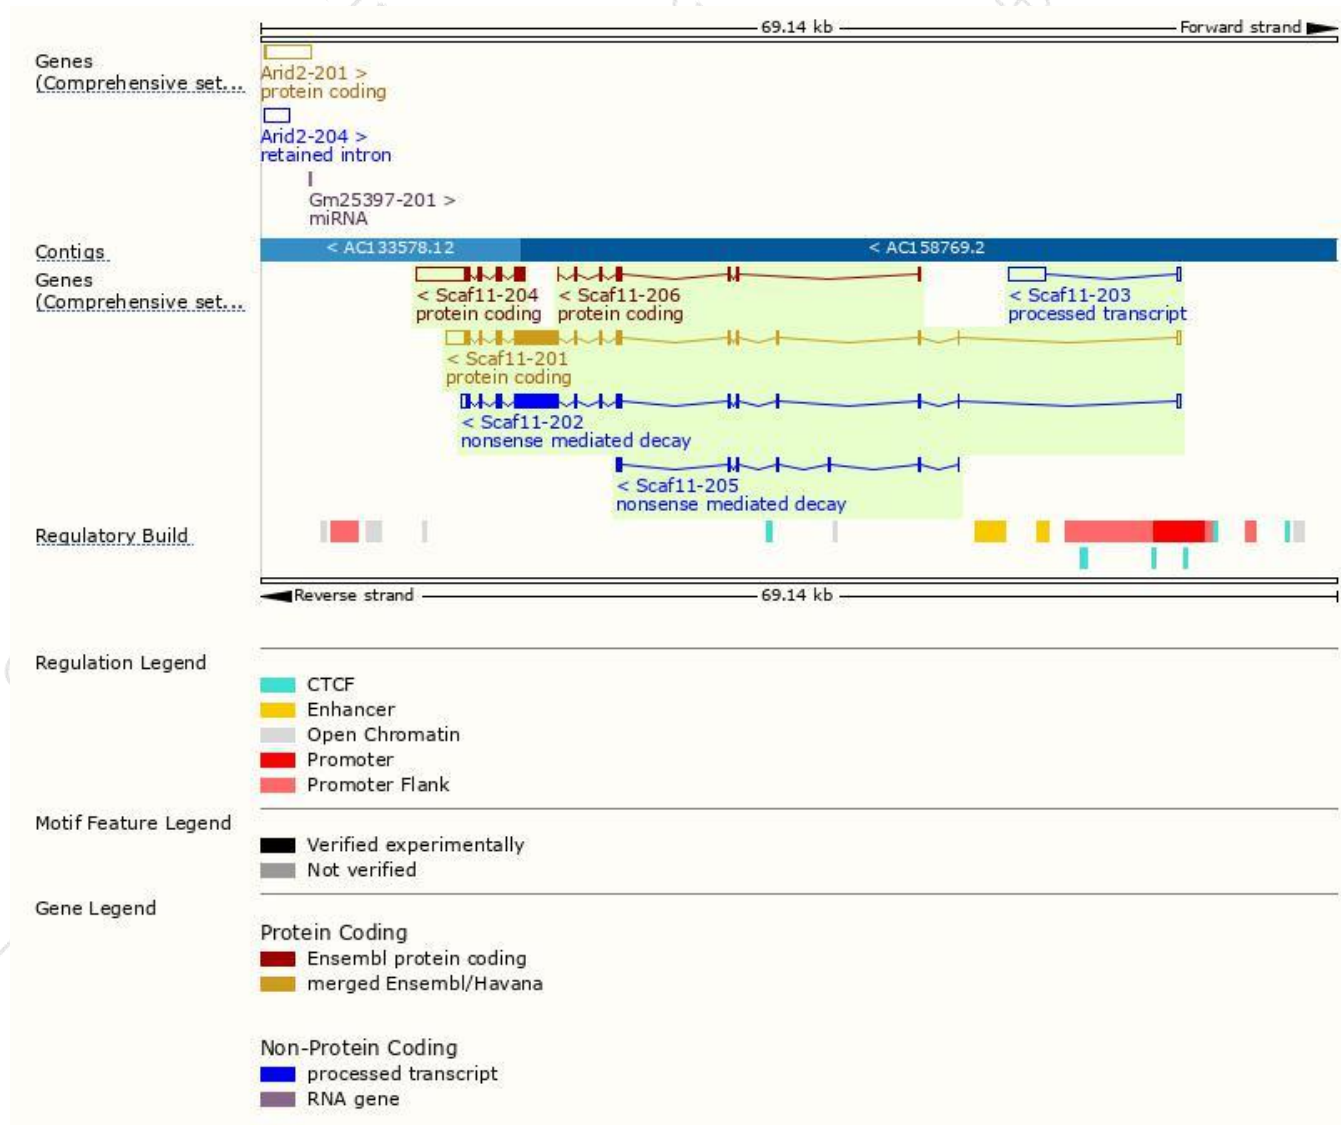 69.14 kb
Forward strand
Genes
(Comprehensive set...
Arid2-201 >
protein coding
Arid2-204 >
retained intron
Gm25397-201 >
miRNA
Contigs
< AC133578.12
< AC158769.2
Genes
(Comprehensive set...
< Scaf11-204
protein coding
< Scaf11-206
protein coding
< Scaf11-203
processed transcript
< Scaf11-201
protein coding
< Scaf11-202
nonsense mediated decay
< Scaf11-205
nonsense mediated decay
Regulatory Build
Reverse strand
69.14 kb
Regulation Legend
CTCF
Enhancer
Open Chromatin
Promoter
Promoter Flank
Motif Feature Legend
Verified experimentally
Not verified
Gene Legend
Protein Coding
Ensembl protein coding
merged Ensembl/Havana
Non-Protein Coding
processed transcript
RNA gene